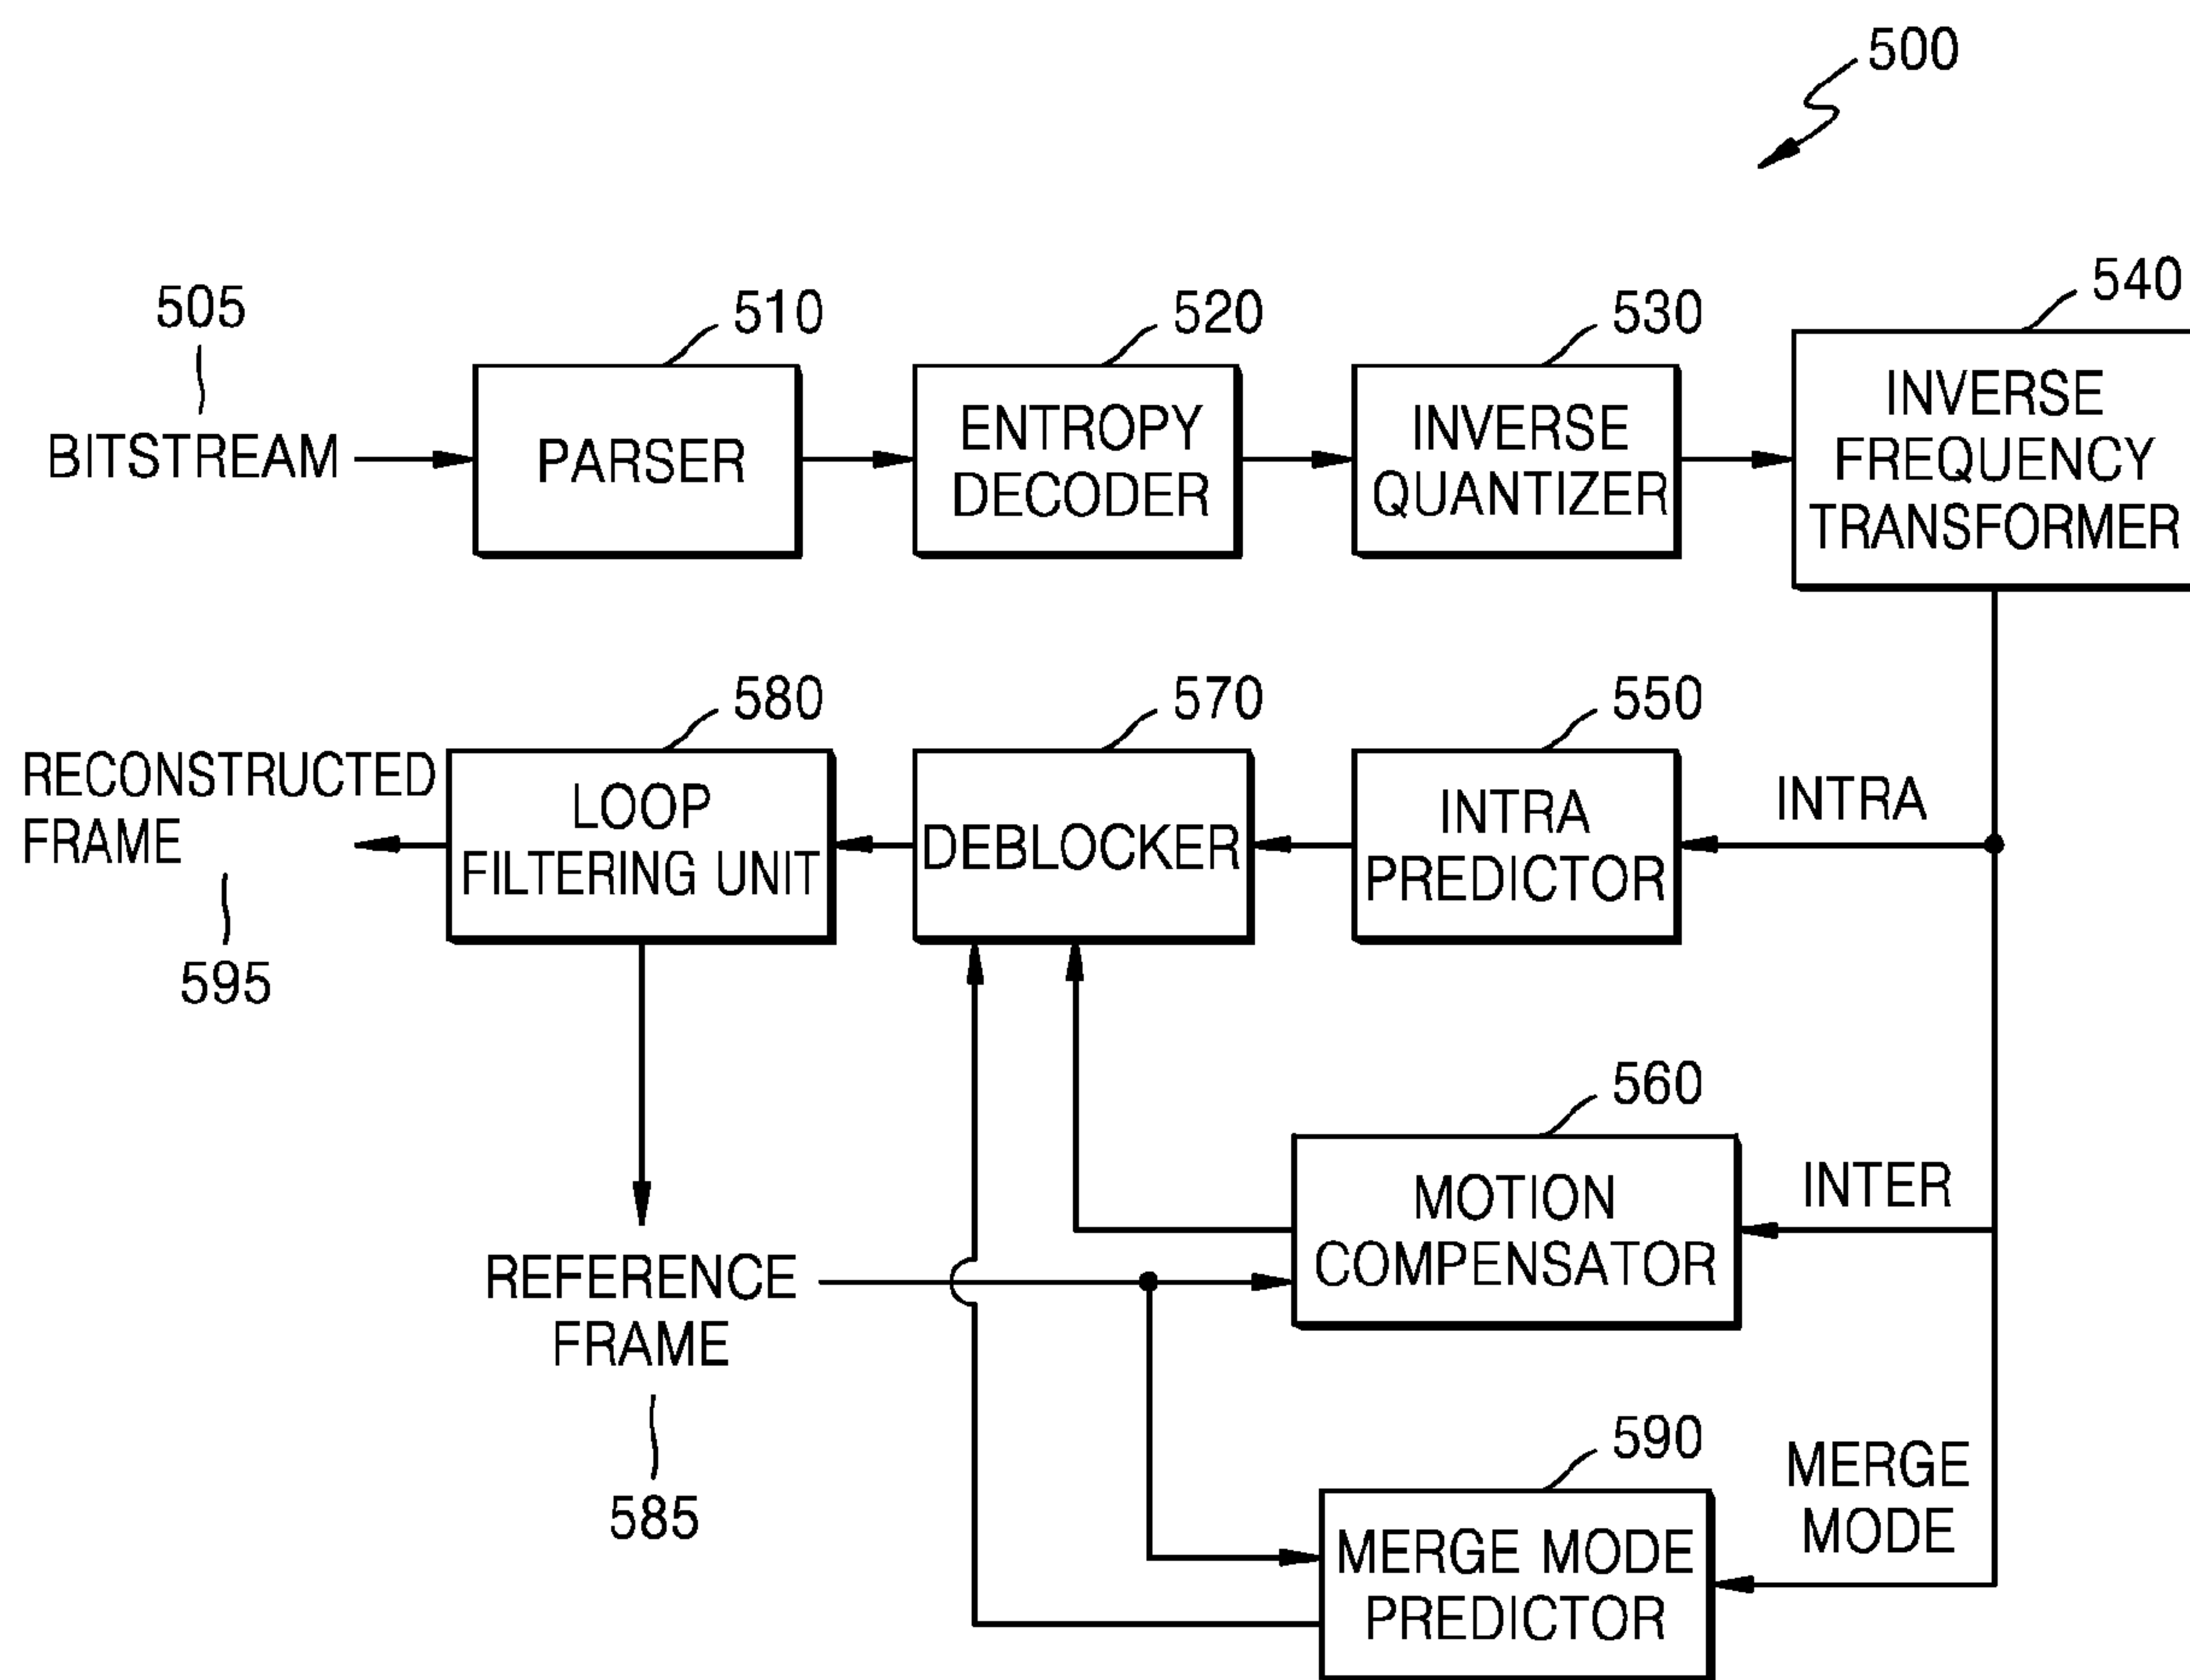 500
505
510
520
530
540
BITSTREAM
PARSER
ENTROPY
DECODER
INVERSE
QUANTIZER
INVERSE
FREQUENCY
TRANSFORMER
580
570
550
RECONSTRUCTED
FRAME
595
LOOP
FILTERING UNIT
DEBLOCKER
INTRA
PREDICTOR
INTRA
560
MOTION
COMPENSATOR
INTER
REFERENCE
FRAME
585
590
MERGE MODE
PREDICTOR
MERGE
MODE